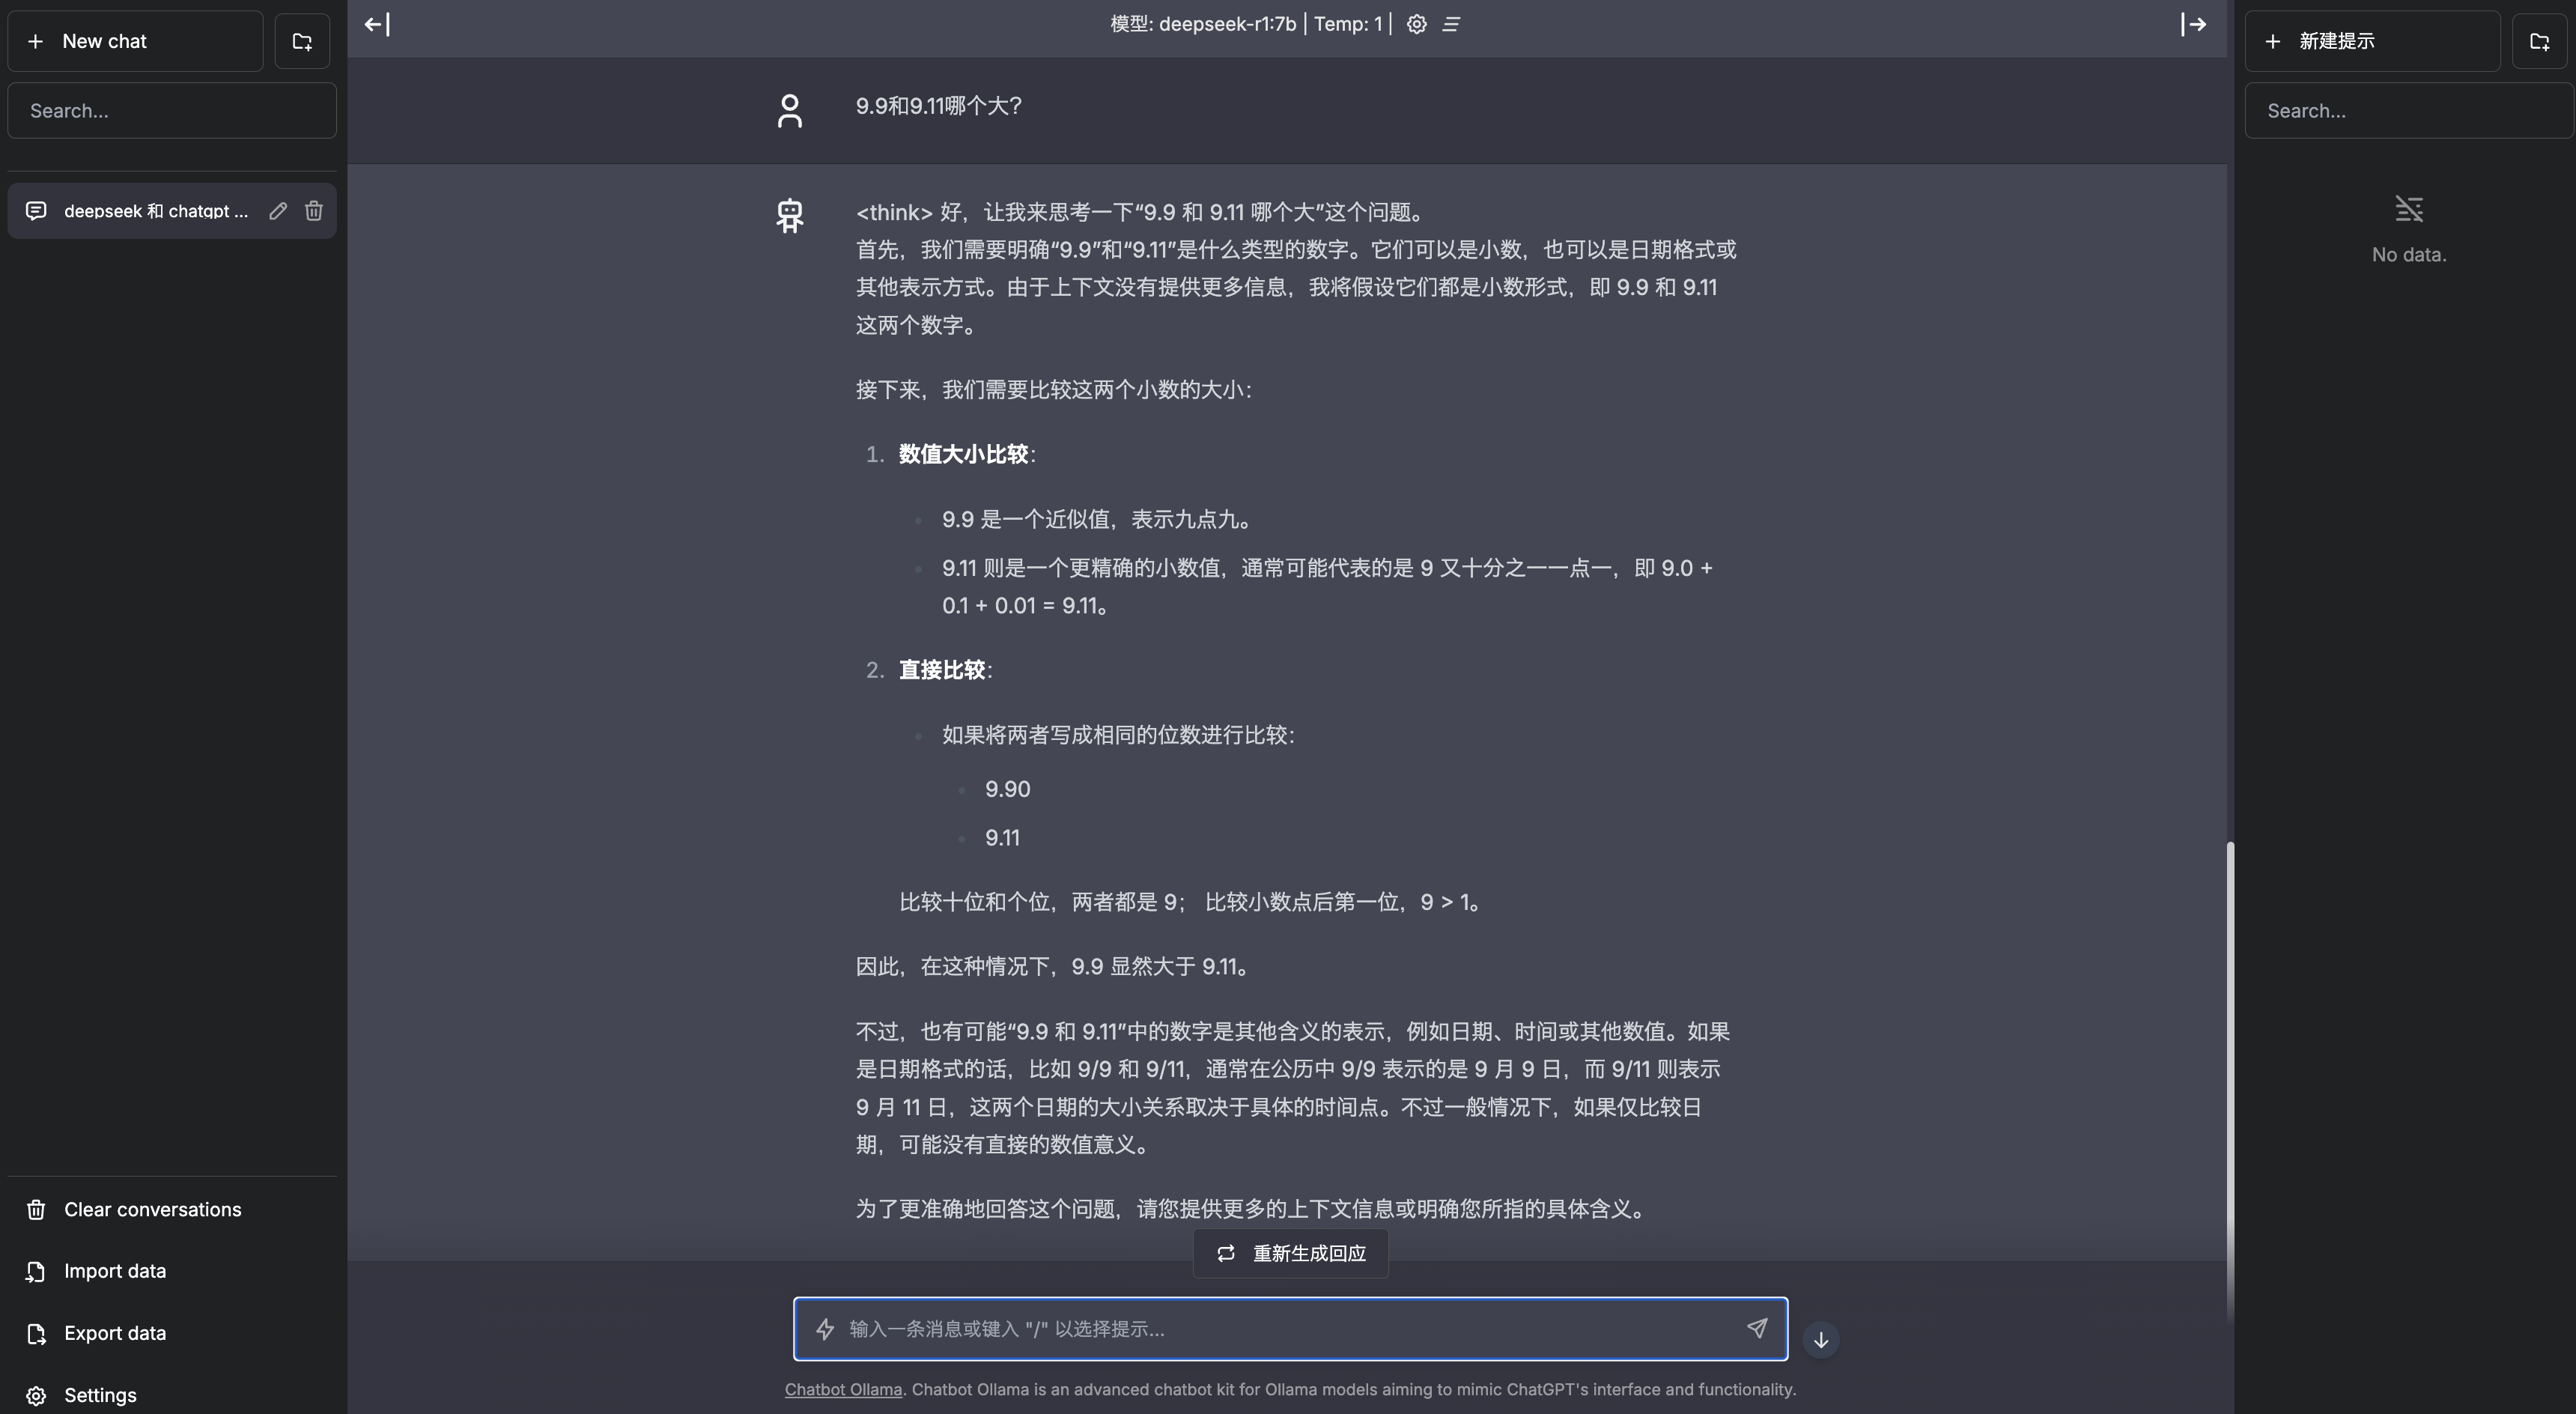 New chat
Search...
deepseek 和 chatgpt ...
Clear conversations
Import data
Export data
Settings
模型: deepseek-r1:7b | Temp: 1 |
9.9和9.11哪个大？
<think> 好，让我来思考一下“9.9 和 9.11 哪个大”这个问题。
首先，我们需要明确“9.9”和“9.11”是什么类型的数字。它们可以是小数，也可以是日期格式或
其他表示方式。由于上下文没有提供更多信息，我将假设它们都是小数形式，即 9.9 和 9.11
这两个数字。
接下来，我们需要比较这两个小数的大小：
1. 数值大小比较：
9.9 是一个近似值，表示九点九。
9.11 则是一个更精确的小数值，通常可能代表的是 9 又十分之一一点一，即 9.0 +
0.1 + 0.01 = 9.11。
2. 直接比较：
如果将两者写成相同的位数进行比较：
9.90
9.11
比较十位和个位，两者都是 9； 比较小数点后第一位，9 > 1。
因此，在这种情况下，9.9 显然大于 9.11。
不过，也有可能“9.9 和 9.11”中的数字是其他含义的表示，例如日期、时间或其他数值。如果
是日期格式的话，比如 9/9 和 9/11，通常在公历中 9/9 表示的是 9 月 9 日，而 9/11 则表示
9 月 11 日，这两个日期的大小关系取决于具体的时间点。不过一般情况下，如果仅比较日
期，可能没有直接的数值意义。
为了更准确地回答这个问题，请您提供更多的上下文信息或明确您所指的具体含义。
重新生成回应
输入一条消息或键入 "/" 以选择提示...
Chatbot Ollama. Chatbot Ollama is an advanced chatbot kit for Ollama models aiming to mimic ChatGPT's interface and functionality.
新建提示
Search...
No data.